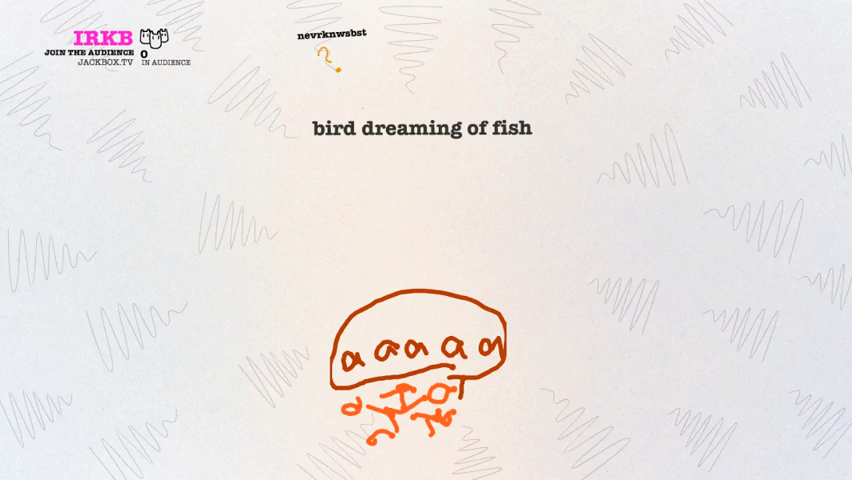 IRKB
JOIN THE AUDIENCE
JACKBOX.TV
0
IN AUDIENCE
nevrknwsbst
?
bird dreaming of fish
a a a a a